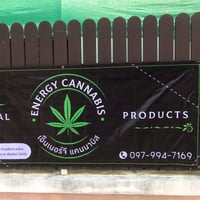 ENERGY CANNABIS
เอ็นเนอร์จี แคนนาบิส
PRODUCTS
097-994-7169